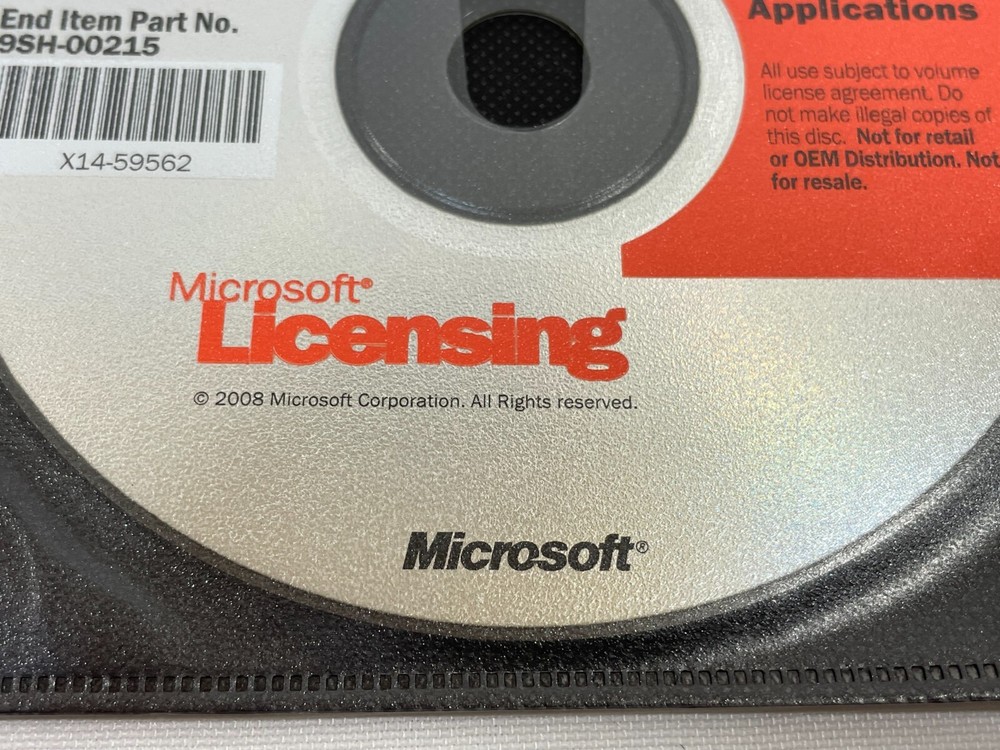 End Item Part No.
9SH-00215
X14-59562
Applications
All use subject to volume
license agreement. Do
not make illegal copies of
this disc. Not for retail
or OEM Distribution. Not
for resale.
Microsoft®
Licensing
© 2008 Microsoft Corporation. All Rights reserved.
Microsoft®